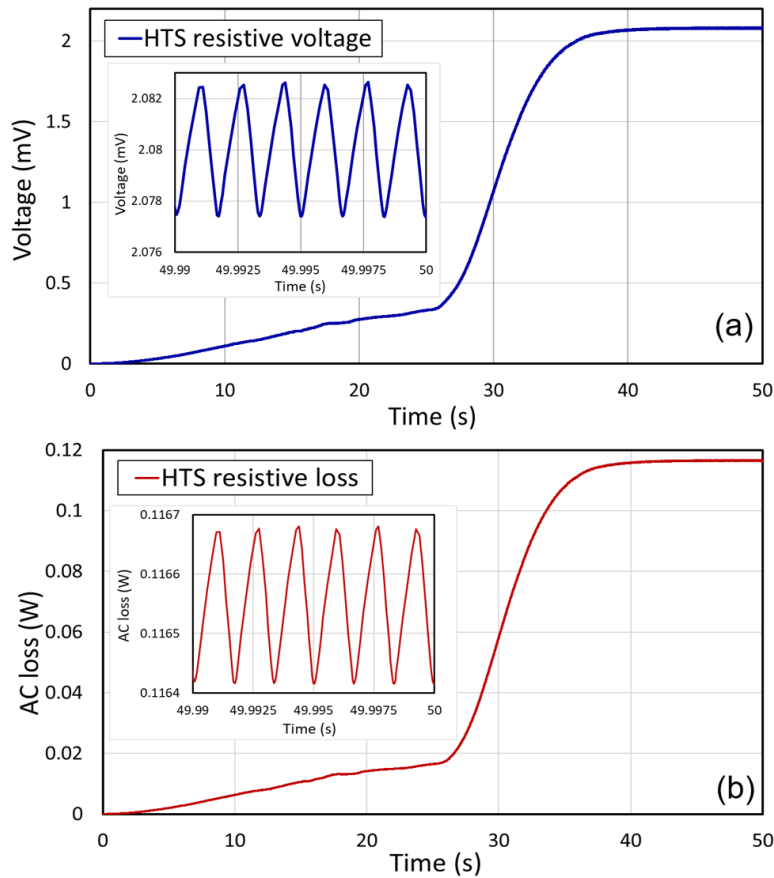 HTS resistive voltage
2
1.5
1
0.5
0
Voltage (mV)
2.082
2.08
2.078
2.076
Voltage (mV)
49.99 49.9925 49.995 49.9975 50
Time (s)
(a)
0 10 20 30 40 50
Time (s)
0.12
0.1
0.08
0.06
0.04
0.02
0
AC loss (W)
HTS resistive loss
0.1167
0.1166
0.1165
0.1164
AC loss (W)
49.99 49.9925 49.995 49.9975 50
Time (s)
(b)
0 10 20 30 40 50
Time (s)